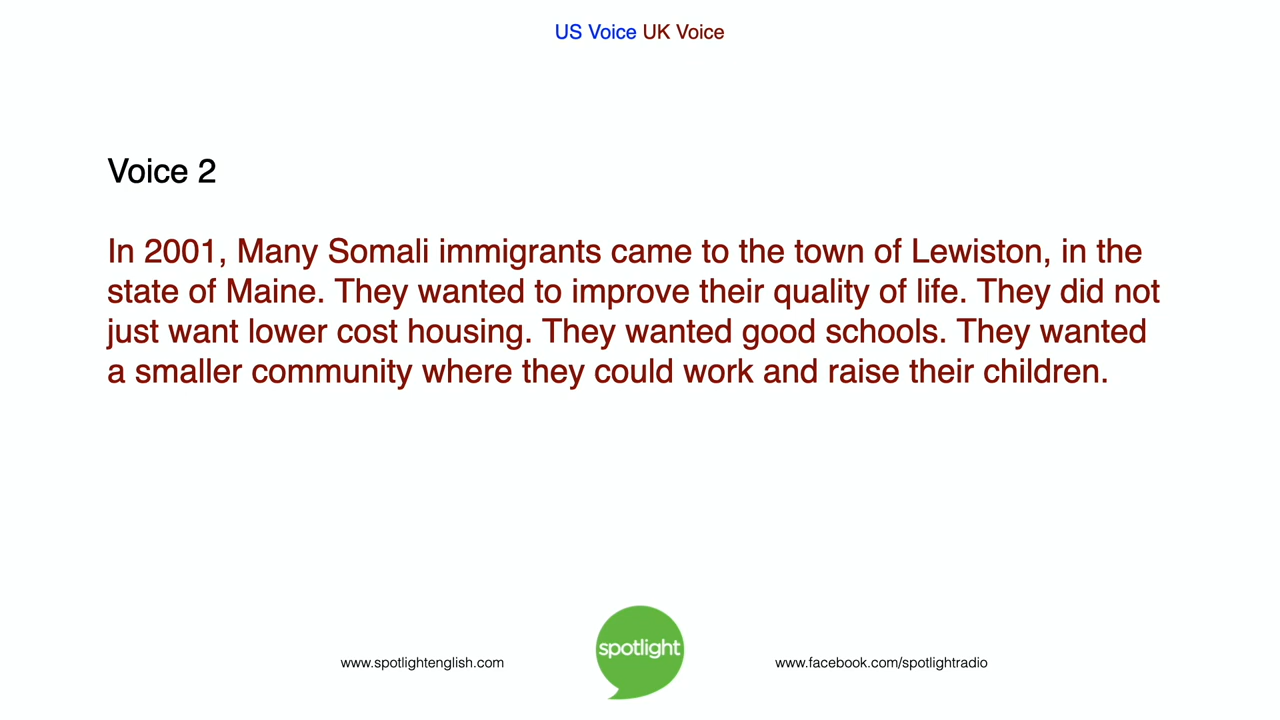 US Voice UK Voice
Voice 2
In 2001, Many Somali immigrants came to the town of Lewiston, in the
state of Maine. They wanted to improve their quality of life. They did not
just want lower cost housing. They wanted good schools. They wanted
a smaller community where they could work and raise their children.
www.spotlightenglish.com
spotlight
www.facebook.com/spotlightradio